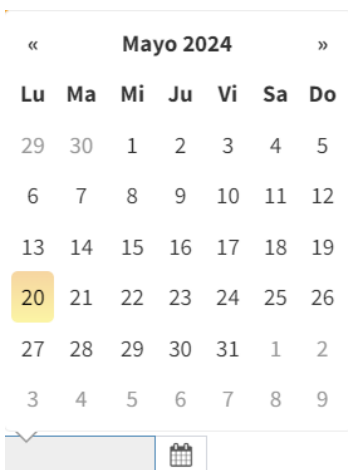 « Mayo 2024 »
Lu Ma Mi Ju Vi Sa Do
29 30 1 2 3 4 5
6 7 8 9 10 11 12
13 14 15 16 17 18 19
20 21 22 23 24 25 26
27 28 29 30 31 1 2
3 4 5 6 7 8 9